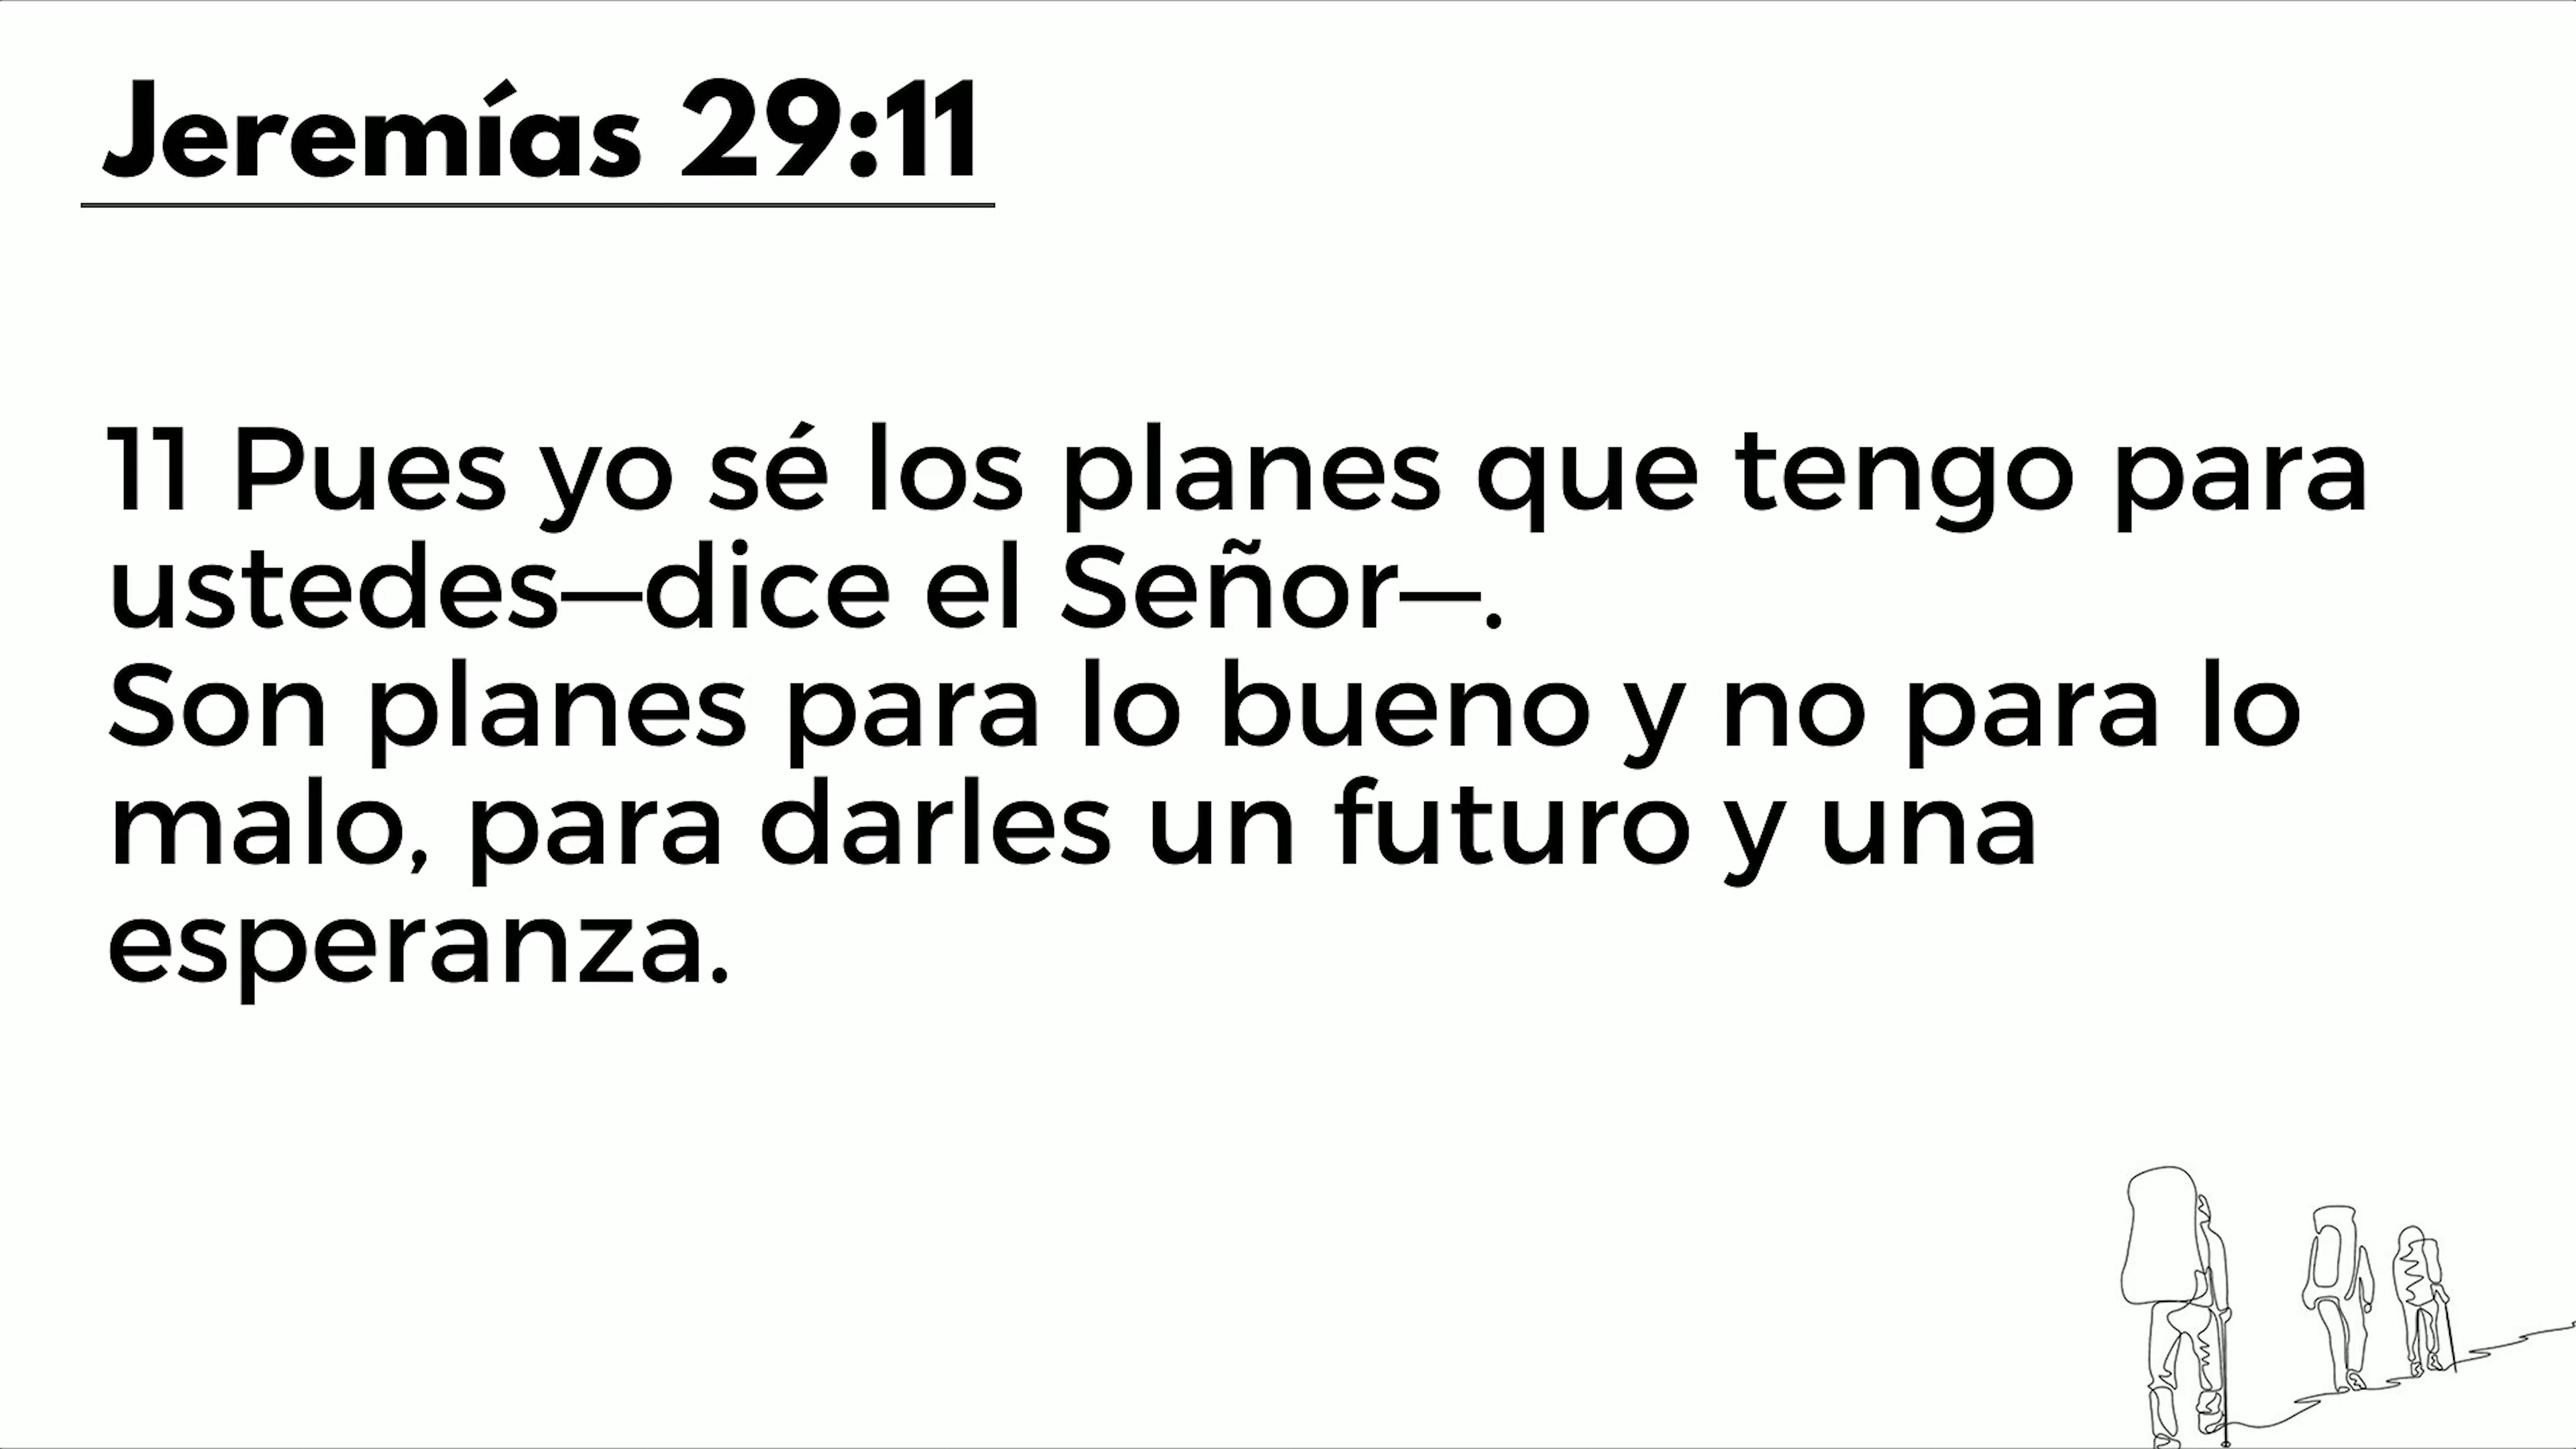 Jeremías 29:11
11 Pues yo sé los planes que tengo para
ustedes—dice el Señor—.
Son planes para lo bueno y no para lo
malo, para darles un futuro y una
esperanza.